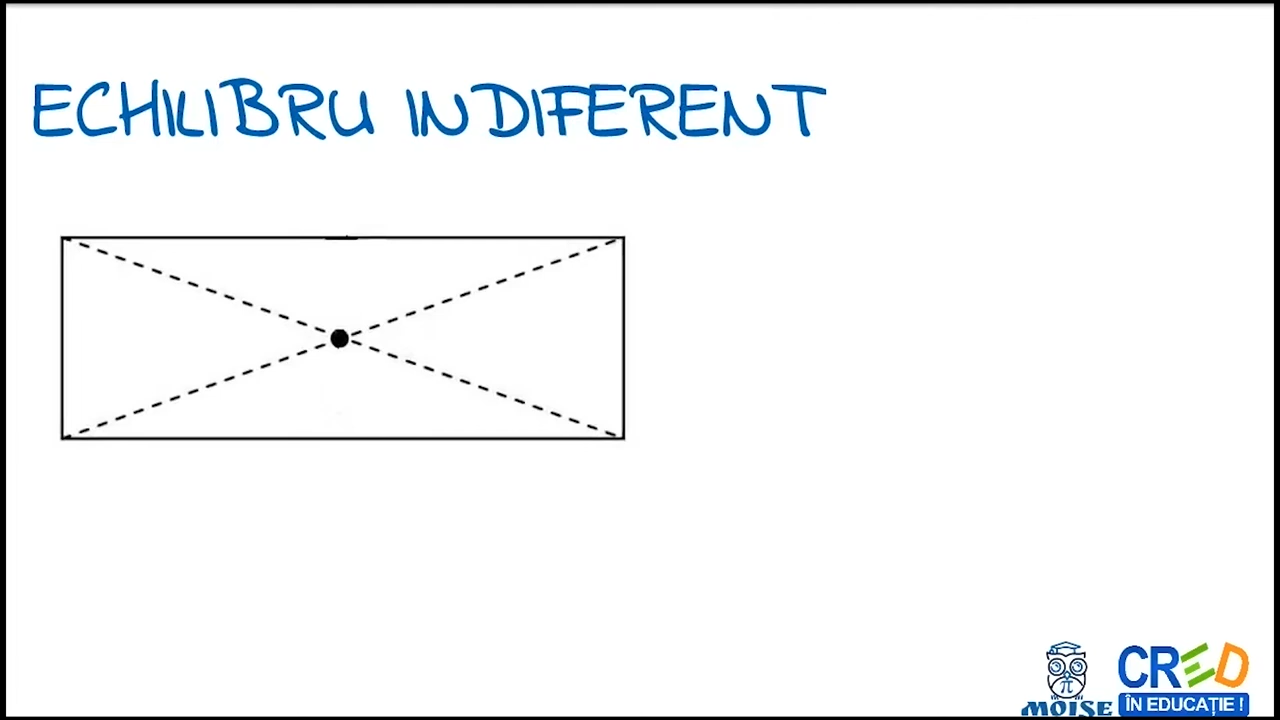 ECHILIBRU INDIFERENT
π
MOISE
CRED
ÎN EDUCAȚIE !